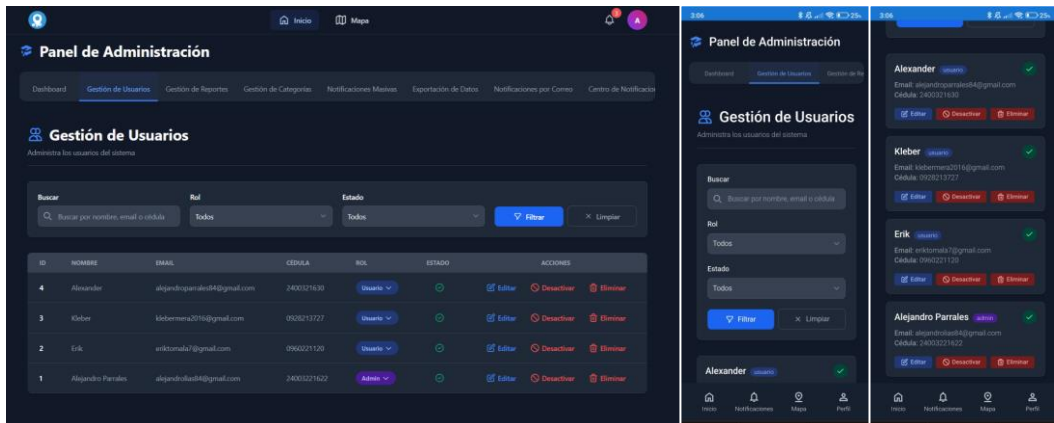 Inicio Mapa 3 A
Panel de Administración
Dashboard Gestión de Usuarios Gestión de Reportes Gestión de Categorías Notificaciones Masivas Exportación de Datos Notificaciones por Correo Centro de Notificacion
Gestión de Usuarios
Administra los usuarios del sistema
Buscar Rol Estado
Buscar por nombre, email o cédula Todos Todos Filtrar × Limpiar
ID NOMBRE EMAIL CÉDULA ROL ESTADO ACCIONES
4 Alexander alejandroparrales84@gmail.com 2400321630 Usuario Editar Desactivar Eliminar
3 Kleber klebermera2016@gmail.com 0928213727 Usuario Editar Desactivar Eliminar
2 Erik eriktomala7@gmail.com 0960221120 Usuario Editar Desactivar Eliminar
1 Alejandro Parrales alejandrollas84@gmail.com 24003221622 Admin Editar Desactivar Eliminar
3:06
Panel de Administración
Dashboard Gestión de Usuarios Gestión de Re
Gestión de Usuarios
Administra los usuarios del sistema
Buscar
Buscar por nombre, email o cédula
Rol
Todos
Estado
Todos
Filtrar × Limpiar
Alexander usuario
Inicio Notificaciones Mapa Perfil
3:06
Alexander usuario
Email: alejandroparrales84@gmail.com
Cédula: 2400321630
Editar Desactivar Eliminar
Kleber usuario
Email: klebermera2016@gmail.com
Cédula: 0928213727
Editar Desactivar Eliminar
Erik usuario
Email: eriktomala7@gmail.com
Cédula: 0960221120
Editar Desactivar Eliminar
Alejandro Parrales admin
Email: alejandrollas84@gmail.com
Cédula: 24003221622
Editar Desactivar Eliminar
Inicio Notificaciones Mapa Perfil